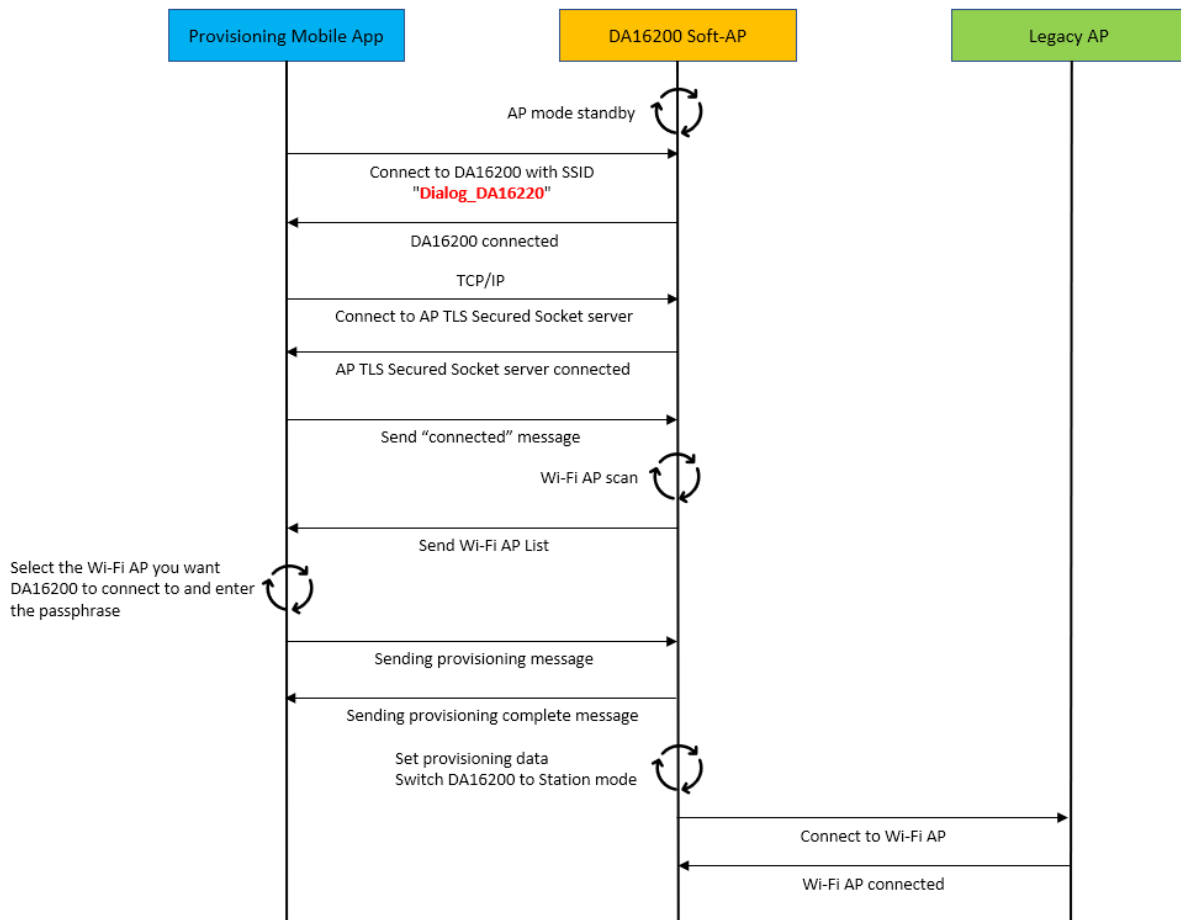 Provisioning Mobile App
DA16200 Soft-AP
Legacy AP
AP mode standby
Connect to DA16200 with SSID
"Dialog_DA16220"
DA16200 connected
TCP/IP
Connect to AP TLS Secured Socket server
AP TLS Secured Socket server connected
Send “connected” message
Wi-Fi AP scan
Send Wi-Fi AP List
Select the Wi-Fi AP you want
DA16200 to connect to and enter
the passphrase
Sending provisioning message
Sending provisioning complete message
Set provisioning data
Switch DA16200 to Station mode
Connect to Wi-Fi AP
Wi-Fi AP connected